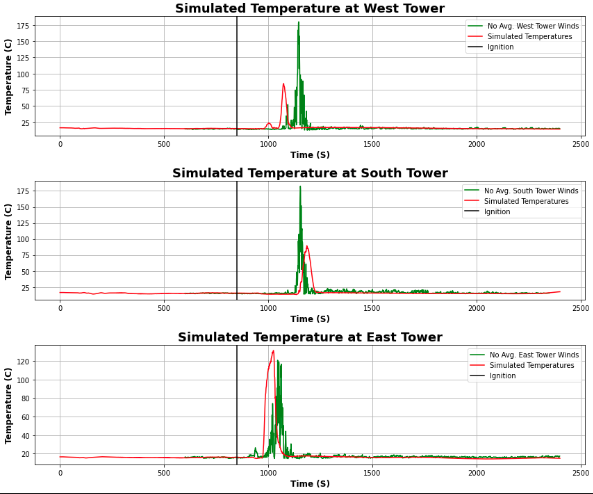 Simulated Temperature at West Tower
Temperature (C)
175
150
125
100
75
50
25
No Avg. West Tower Winds
Simulated Temperatures
Ignition
0 500 1000 1500 2000 2500
Time (S)
Simulated Temperature at South Tower
Temperature (C)
175
150
125
100
75
50
25
No Avg. South Tower Winds
Simulated Temperatures
Ignition
0 500 1000 1500 2000 2500
Time (S)
Simulated Temperature at East Tower
Temperature (C)
120
100
80
60
40
20
No Avg. East Tower Winds
Simulated Temperatures
Ignition
0 500 1000 1500 2000 2500
Time (S)